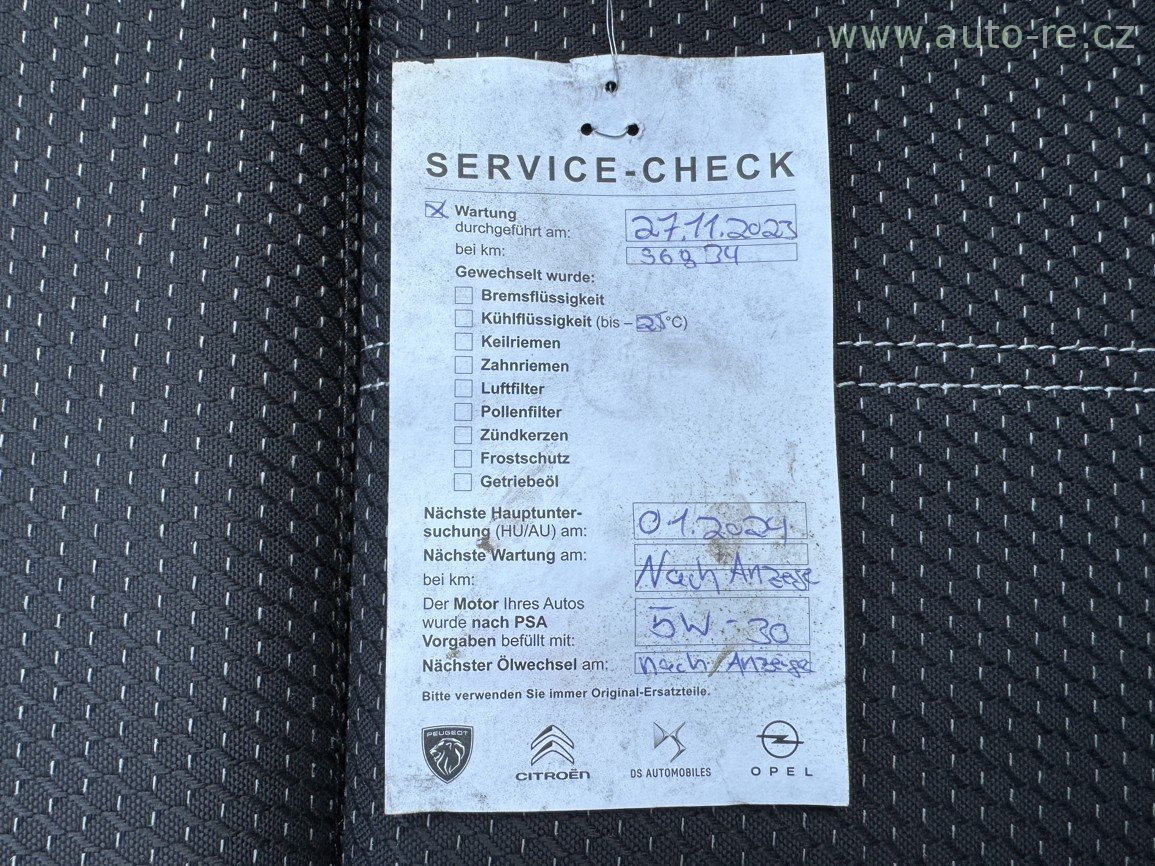 www.auto-re.cz
SERVICE-CHECK
Wartung
durchgeführt am: 27.11.2023
bei km: 36834
Gewechselt wurde:
Bremsflüssigkeit
Kühlflüssigkeit (bis – 25 °C)
Keilriemen
Zahnriemen
Luftfilter
Pollenfilter
Zündkerzen
Frostschutz
Getriebeöl
Nächste Hauptunter-
suchung (HU/AU) am: 01.2024
Nächste Wartung am:
bei km: Nach Anzeige
Der Motor Ihres Autos
wurde nach PSA
Vorgaben befüllt mit: 5W-30
Nächster Ölwechsel am: nach Anzeige
Bitte verwenden Sie immer Original-Ersatzteile.
PEUGEOT CITROËN DS AUTOMOBILES OPEL